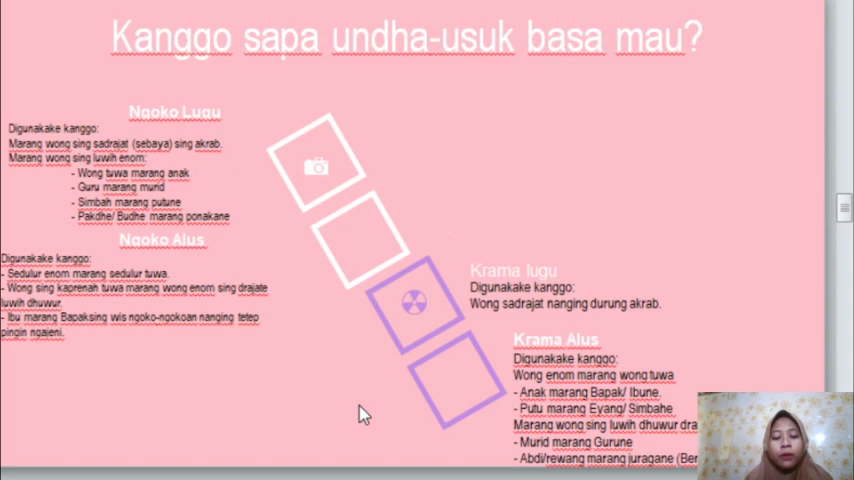 Kanggo sapa undha-usuk basa mau?
Ngoko Lugu
Digunakake kanggo:
Marang wong sing sadrajat (sebaya) sing akrab.
Marang wong sing luwih enom:
- Wong tuwa marang anak
- Guru marang murid
- Simbah marang putune
- Pakdhe/ Budhe marang ponakane
Ngoko Alus
Digunakake kanggo:
- Sedulur enom marang sedulur tuwa.
- Wong sing kaprenah tuwa marang wong enom sing drajate
luwih dhuwur.
- Ibu marang Bapaksing wis ngoko-ngokoan nanging tetep
pingin ngajeni.
Krama lugu
Digunakake kanggo:
Wong sadrajat nanging durung akrab.
Krama Alus
Digunakake kanggo:
Wong enom marang wong tuwa
- Anak marang Bapak/ Ibune.
- Putu marang Eyang/ Simbahe
Marang wong sing luwih dhuwur
- Murid marang Gurune
- Abdi/rewang marang juragane